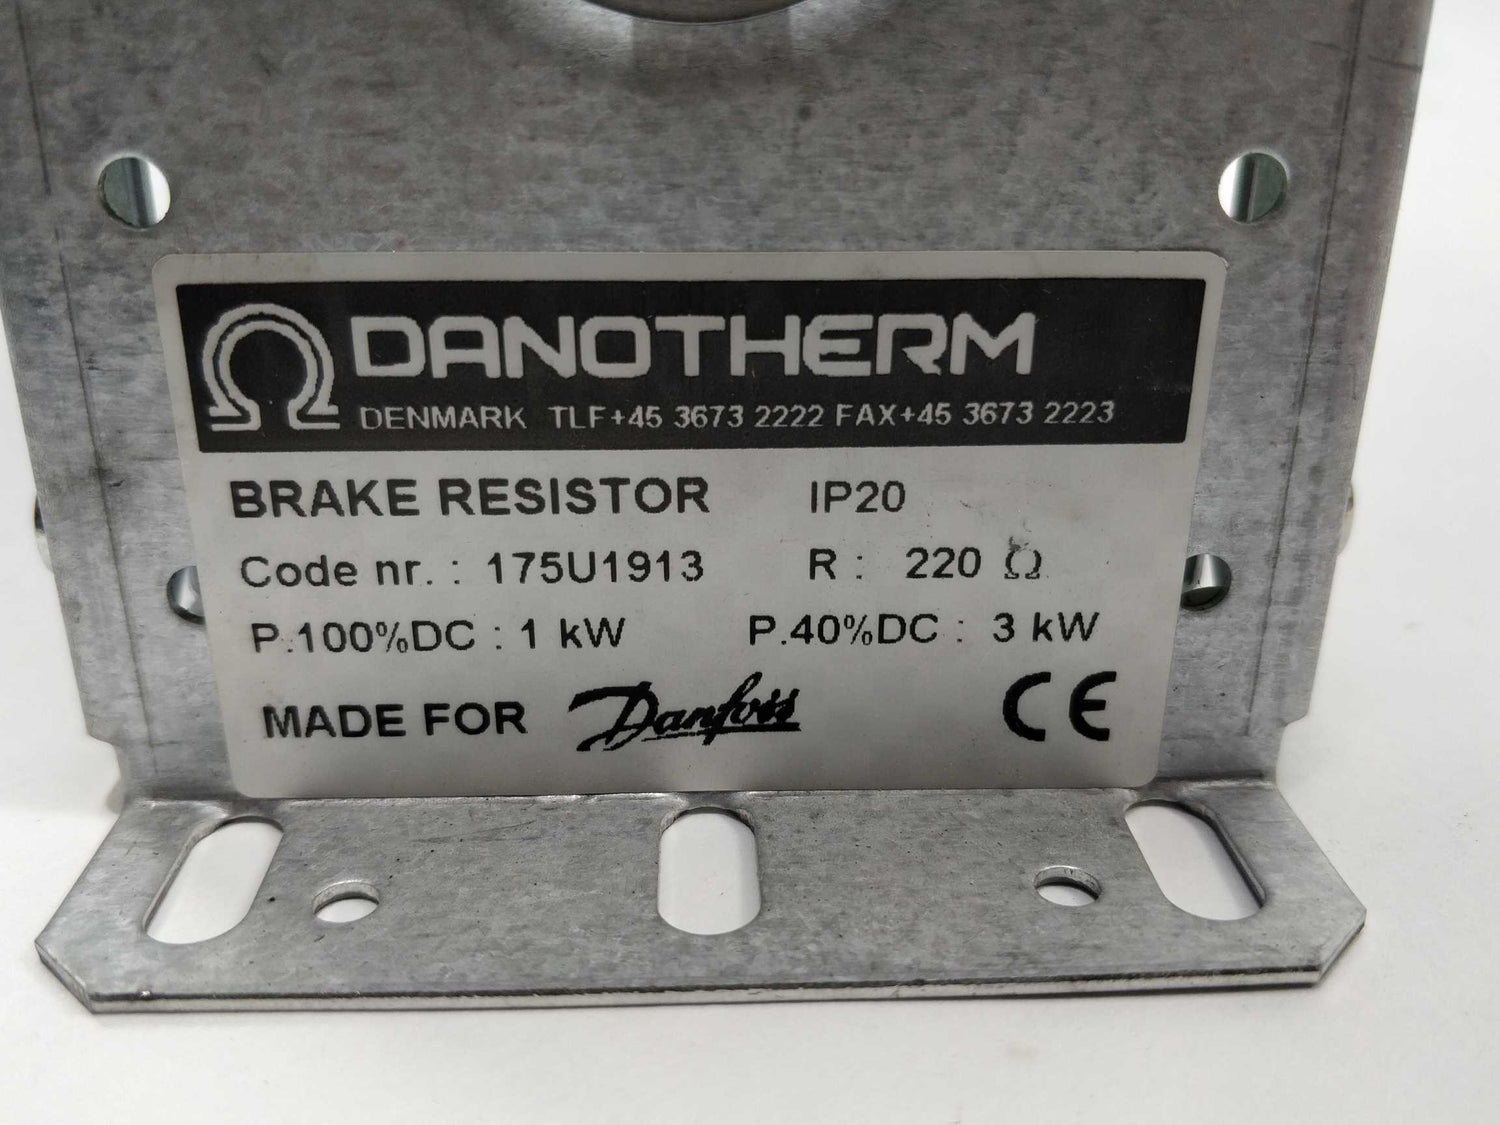 Ω DANOTHERM
DENMARK TLF+45 3673 2222 FAX+45 3673 2223
BRAKE RESISTOR IP20
Code nr. : 175U1913 R : 220 Ω
P.100%DC : 1 kW P.40%DC : 3 kW
MADE FOR Danfoss CE